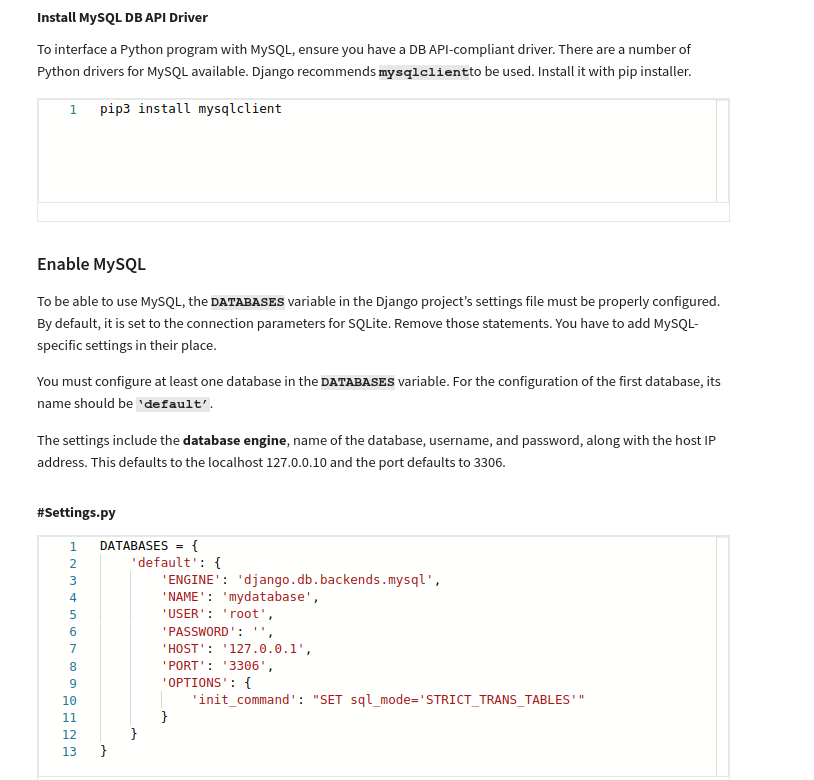 Install MySQL DB API Driver
To interface a Python program with MySQL, ensure you have a DB API-compliant driver. There are a number of
Python drivers for MySQL available. Django recommends mysqlclientto be used. Install it with pip installer.
1 pip3 install mysqlclient
Enable MySQL
To be able to use MySQL, the DATABASES variable in the Django project’s settings file must be properly configured.
By default, it is set to the connection parameters for SQLite. Remove those statements. You have to add MySQL-
specific settings in their place.
You must configure at least one database in the DATABASES variable. For the configuration of the first database, its
name should be ‘default’.
The settings include the database engine, name of the database, username, and password, along with the host IP
address. This defaults to the localhost 127.0.0.10 and the port defaults to 3306.
#Settings.py
1 DATABASES = {
2     'default': {
3         'ENGINE': 'django.db.backends.mysql',
4         'NAME': 'mydatabase',
5         'USER': 'root',
6         'PASSWORD': '',
7         'HOST': '127.0.0.1',
8         'PORT': '3306',
9         'OPTIONS': {
10             'init_command': "SET sql_mode='STRICT_TRANS_TABLES'"
11         }
12     }
13 }